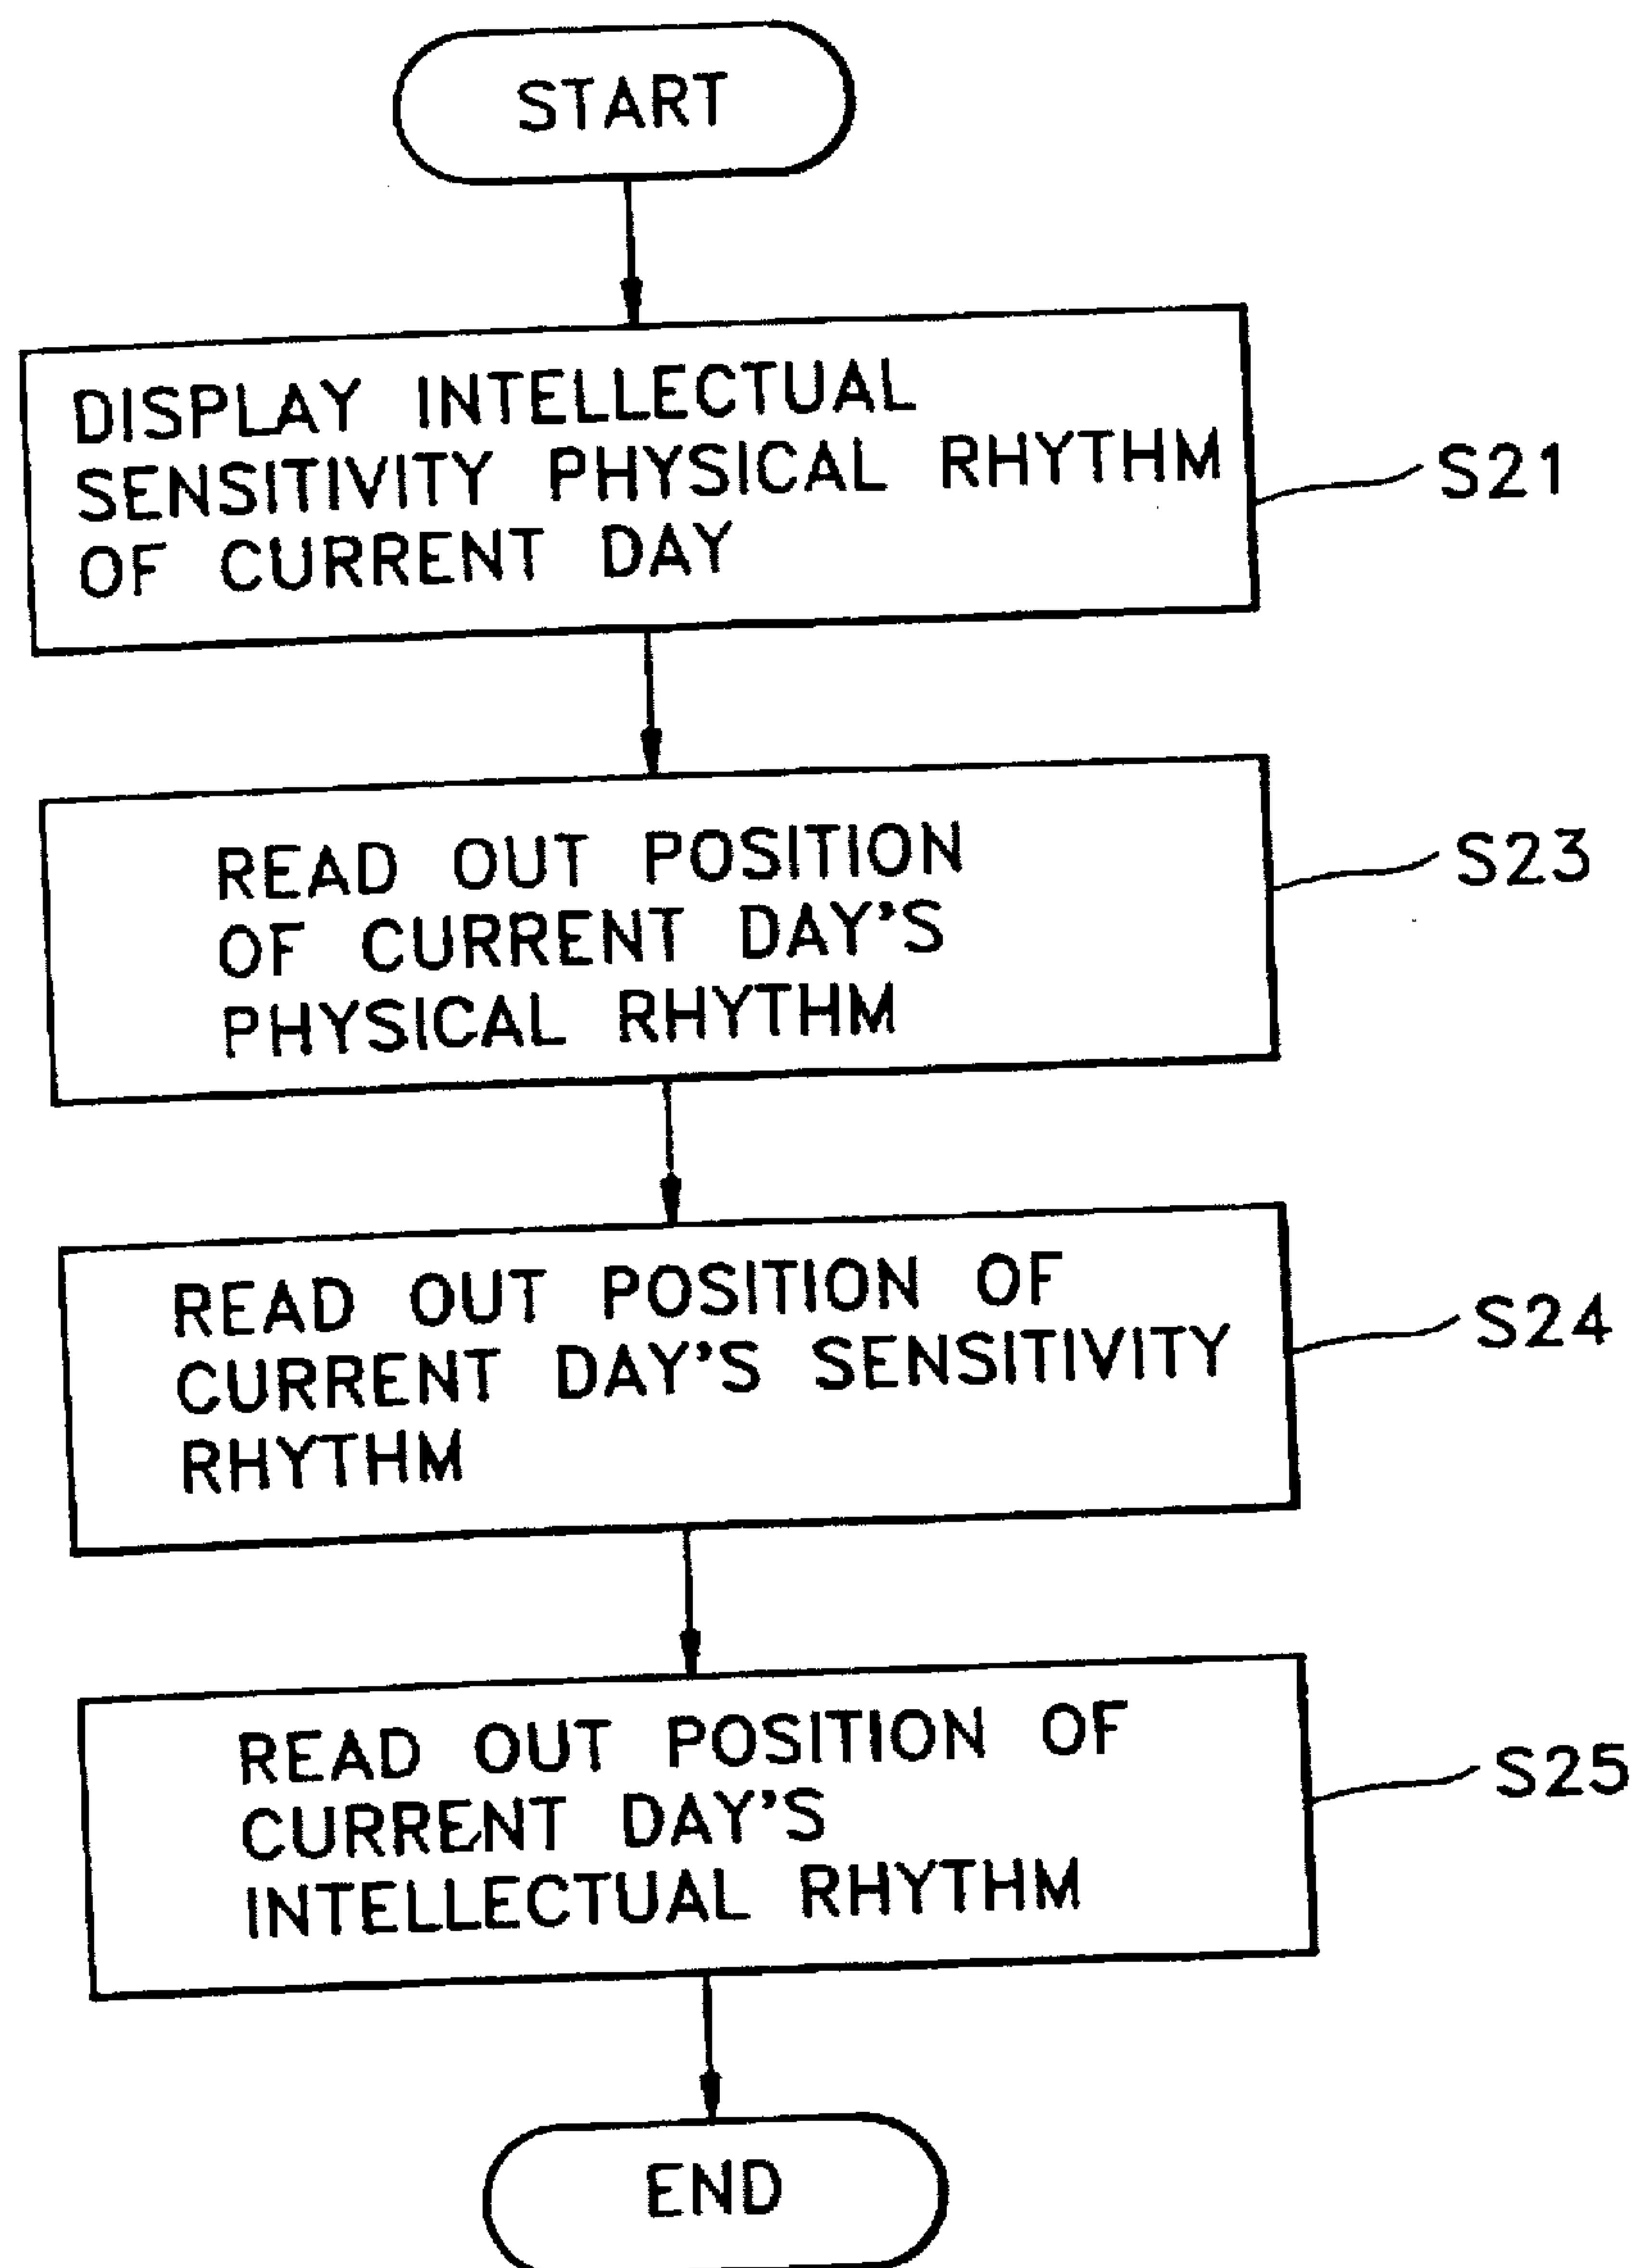 START
DISPLAY INTELLECTUAL
SENSITIVITY PHYSICAL RHYTHM
OF CURRENT DAY
S21
READ OUT POSITION
OF CURRENT DAY'S
PHYSICAL RHYTHM
S23
READ OUT POSITION OF
CURRENT DAY'S SENSITIVITY
RHYTHM
S24
READ OUT POSITION OF
CURRENT DAY'S
INTELLECTUAL RHYTHM
S25
END